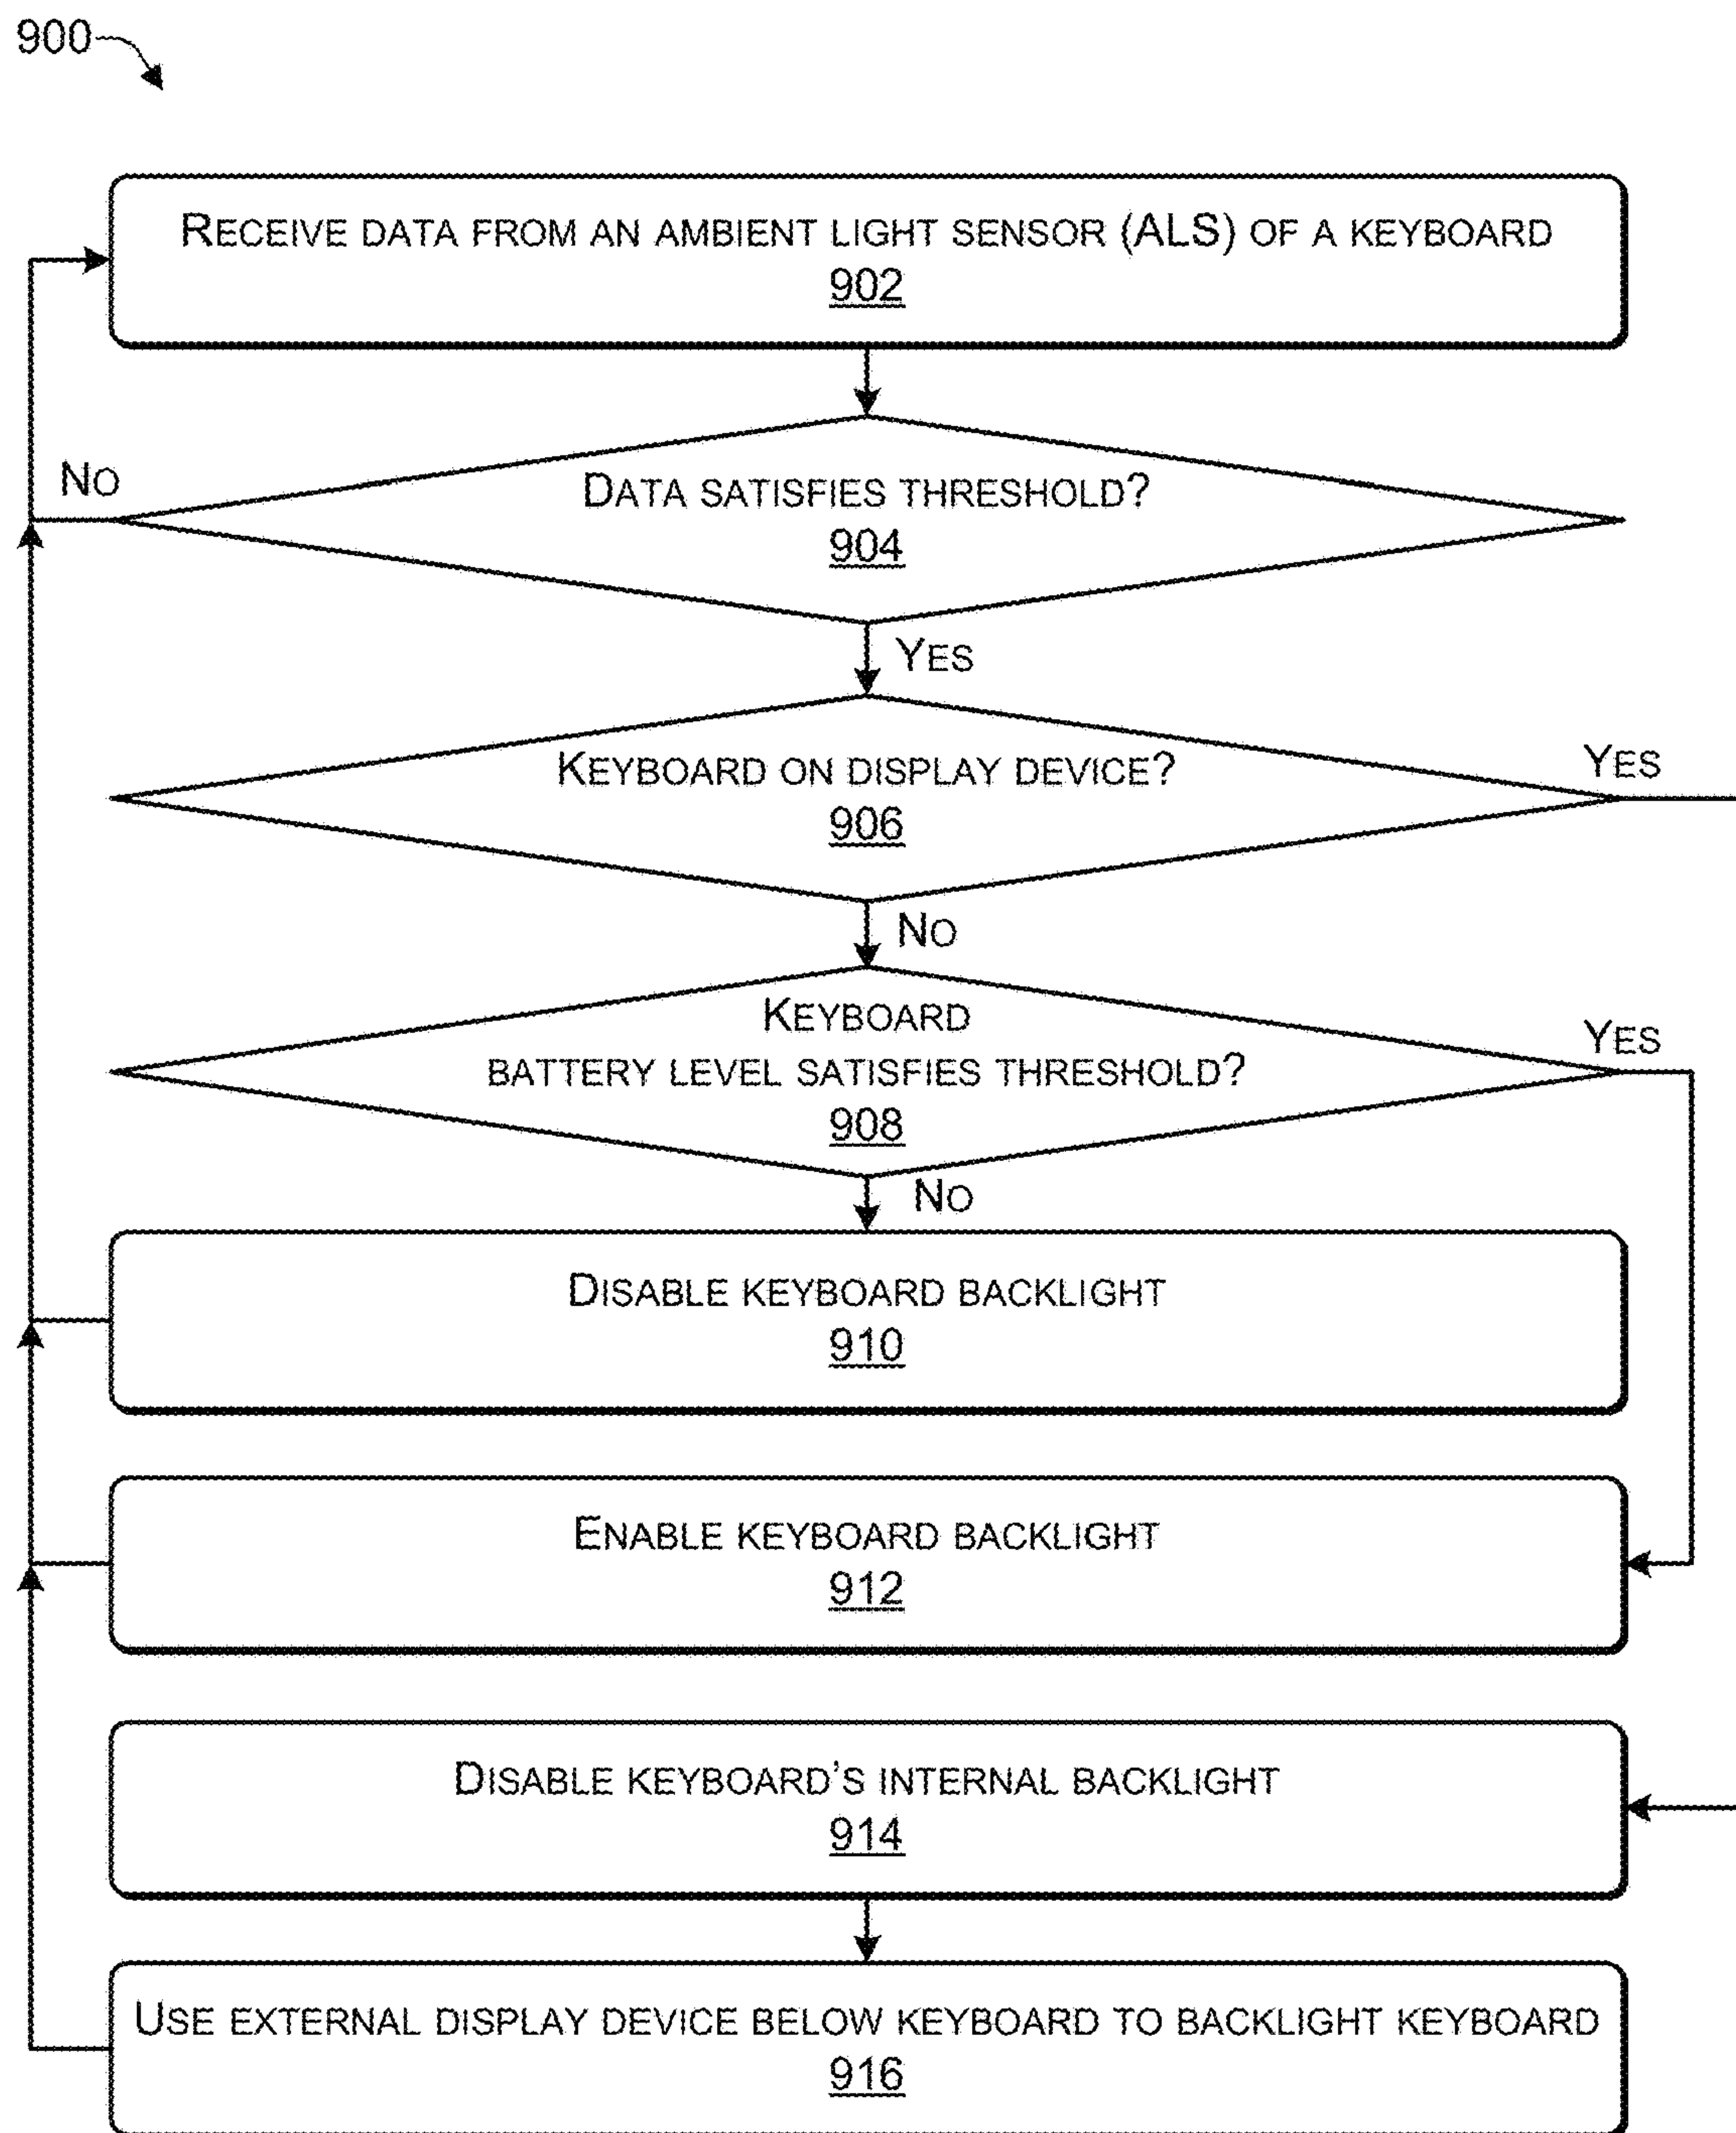 900
RECEIVE DATA FROM AN AMBIENT LIGHT SENSOR (ALS) OF A KEYBOARD
902
NO
DATA SATISFIES THRESHOLD?
904
YES
KEYBOARD ON DISPLAY DEVICE?
906
YES
NO
KEYBOARD
BATTERY LEVEL SATISFIES THRESHOLD?
908
YES
NO
DISABLE KEYBOARD BACKLIGHT
910
ENABLE KEYBOARD BACKLIGHT
912
DISABLE KEYBOARD'S INTERNAL BACKLIGHT
914
USE EXTERNAL DISPLAY DEVICE BELOW KEYBOARD TO BACKLIGHT KEYBOARD
916